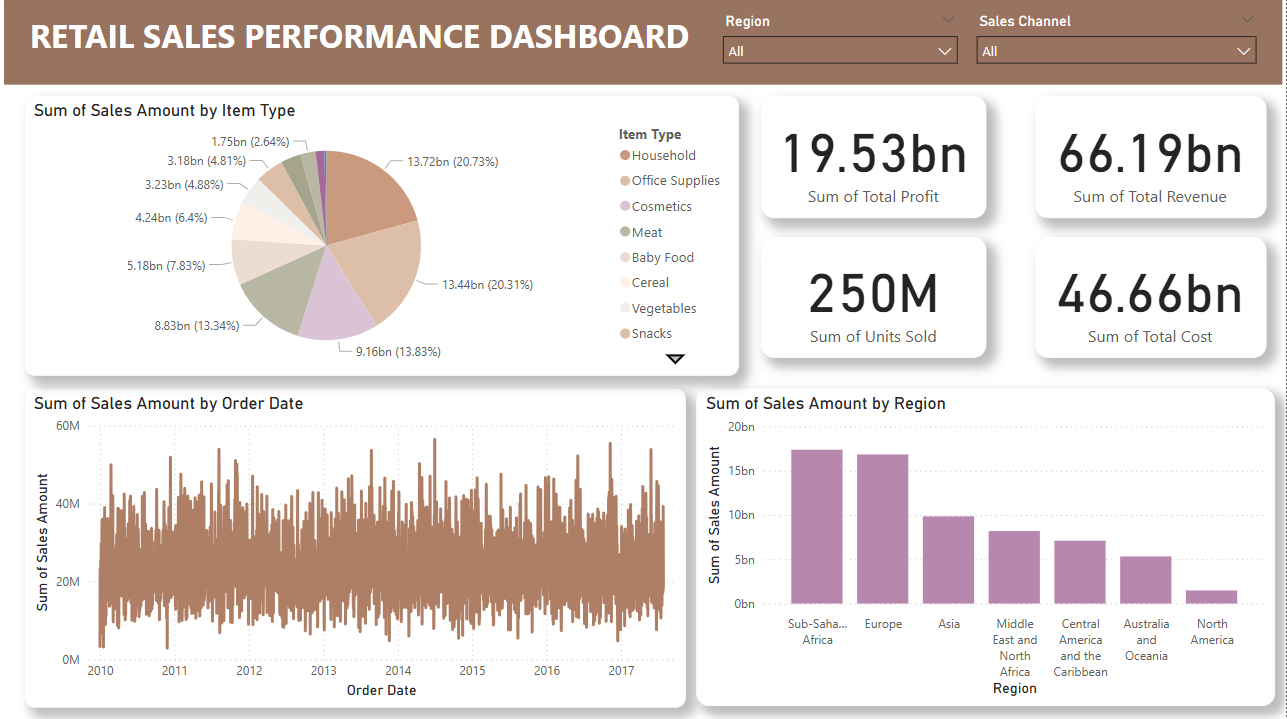 RETAIL SALES PERFORMANCE DASHBOARD
Region
All
Sales Channel
All
Sum of Sales Amount by Item Type
1.75bn (2.64%)
3.18bn (4.81%)
3.23bn (4.88%)
4.24bn (6.4%)
5.18bn (7.83%)
8.83bn (13.34%)
9.16bn (13.83%)
13.44bn (20.31%)
13.72bn (20.73%)
Item Type
Household
Office Supplies
Cosmetics
Meat
Baby Food
Cereal
Vegetables
Snacks
19.53bn
Sum of Total Profit
66.19bn
Sum of Total Revenue
250M
Sum of Units Sold
46.66bn
Sum of Total Cost
Sum of Sales Amount by Order Date
Sum of Sales Amount
60M
40M
20M
0M
2010
2011
2012
2013
2014
2015
2016
2017
Order Date
Sum of Sales Amount by Region
Sum of Sales Amount
20bn
15bn
10bn
5bn
0bn
Sub-Saha...
Africa
Europe
Asia
Middle
East and
North
Africa
Central
America
and the
Caribbean
Australia
and
Oceania
North
America
Region